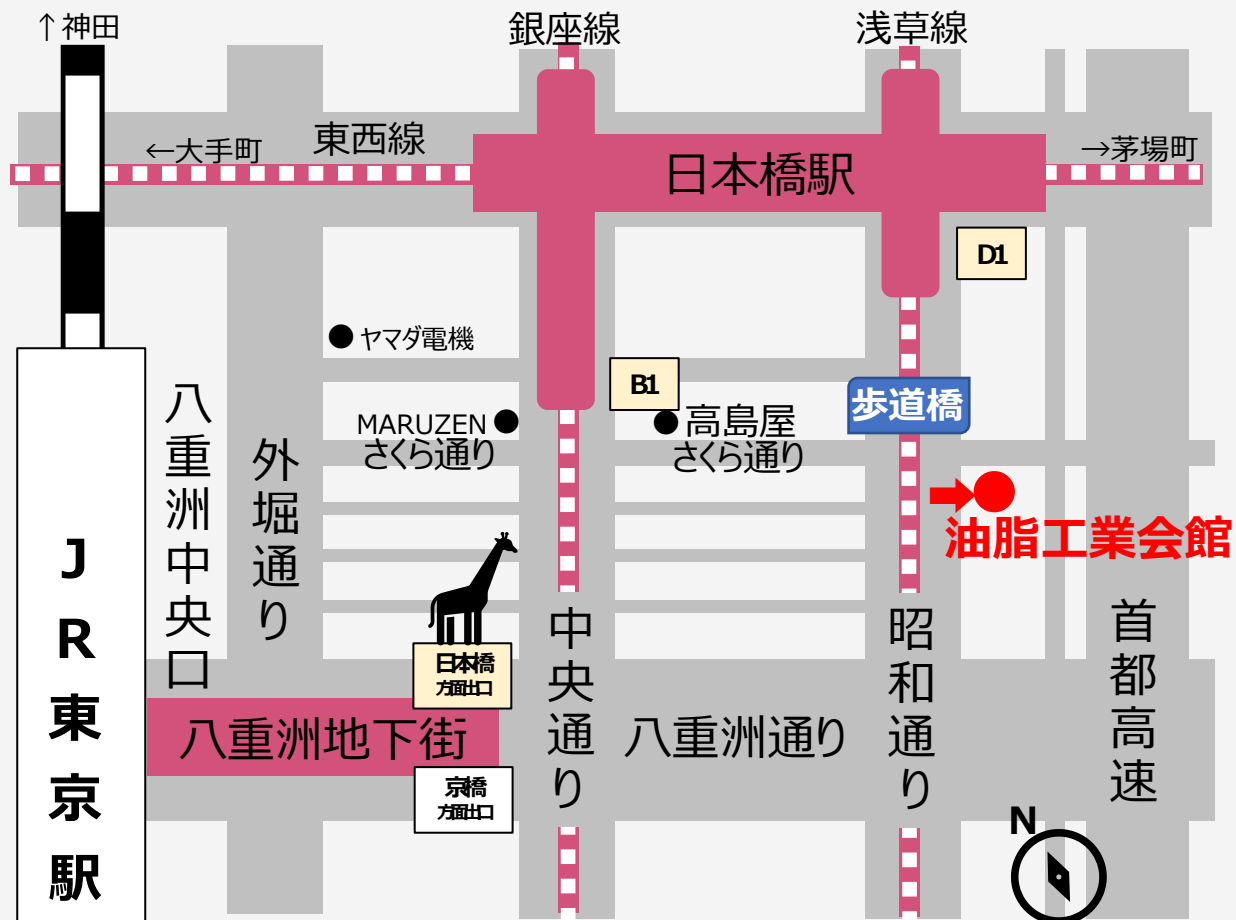 ↑神田
銀座線
浅草線
東西線
←大手町
日本橋駅
→茅場町
D1
ヤマダ電機
B1
歩道橋
MARUZEN
高島屋
さくら通り
さくら通り
八重洲中央口
外堀通り
油脂工業会館
JR東京駅
日本橋
方面出口
中央通り
昭和通り
首都高速
八重洲地下街
八重洲通り
京橋
方面出口
N